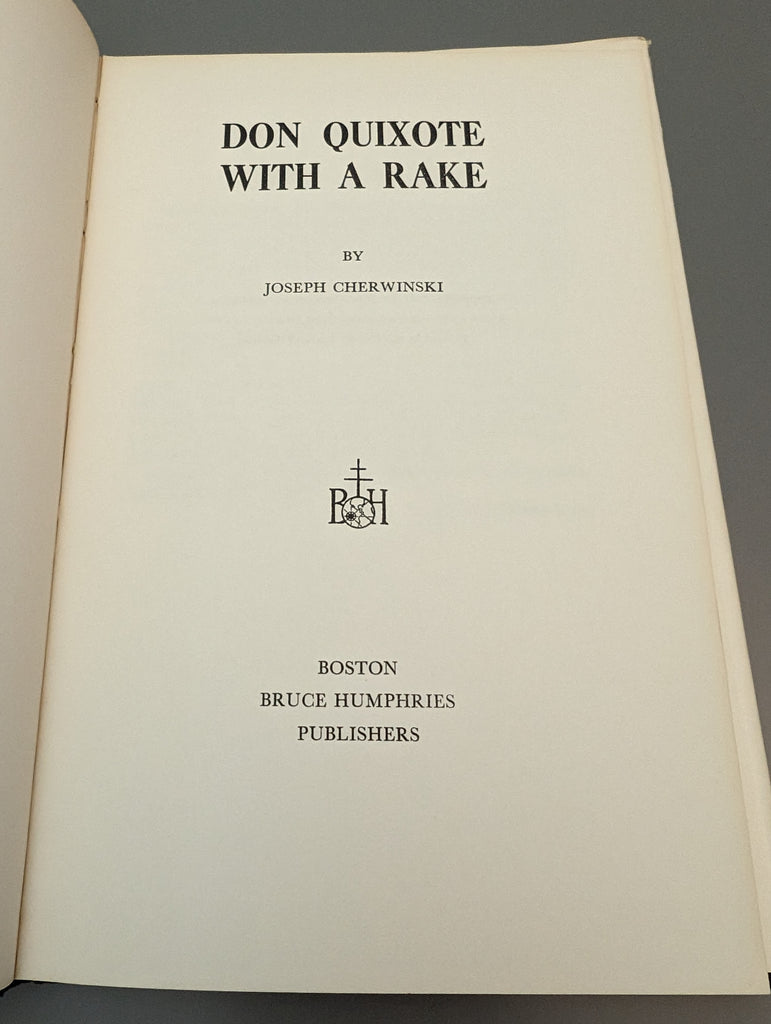 DON QUIXOTE
WITH A RAKE
BY
JOSEPH CHERWINSKI
B H
BOSTON
BRUCE HUMPHRIES
PUBLISHERS